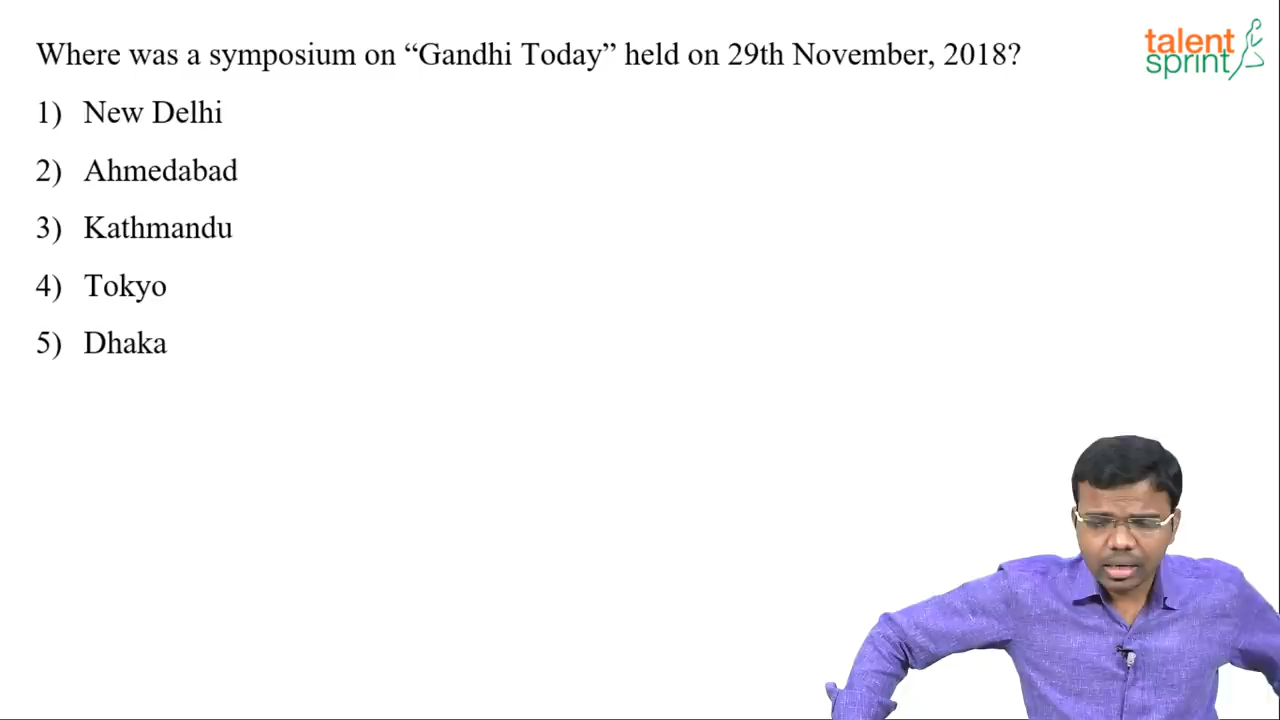 Where was a symposium on “Gandhi Today” held on 29th November, 2018?
talent
sprint
1) New Delhi
2) Ahmedabad
3) Kathmandu
4) Tokyo
5) Dhaka